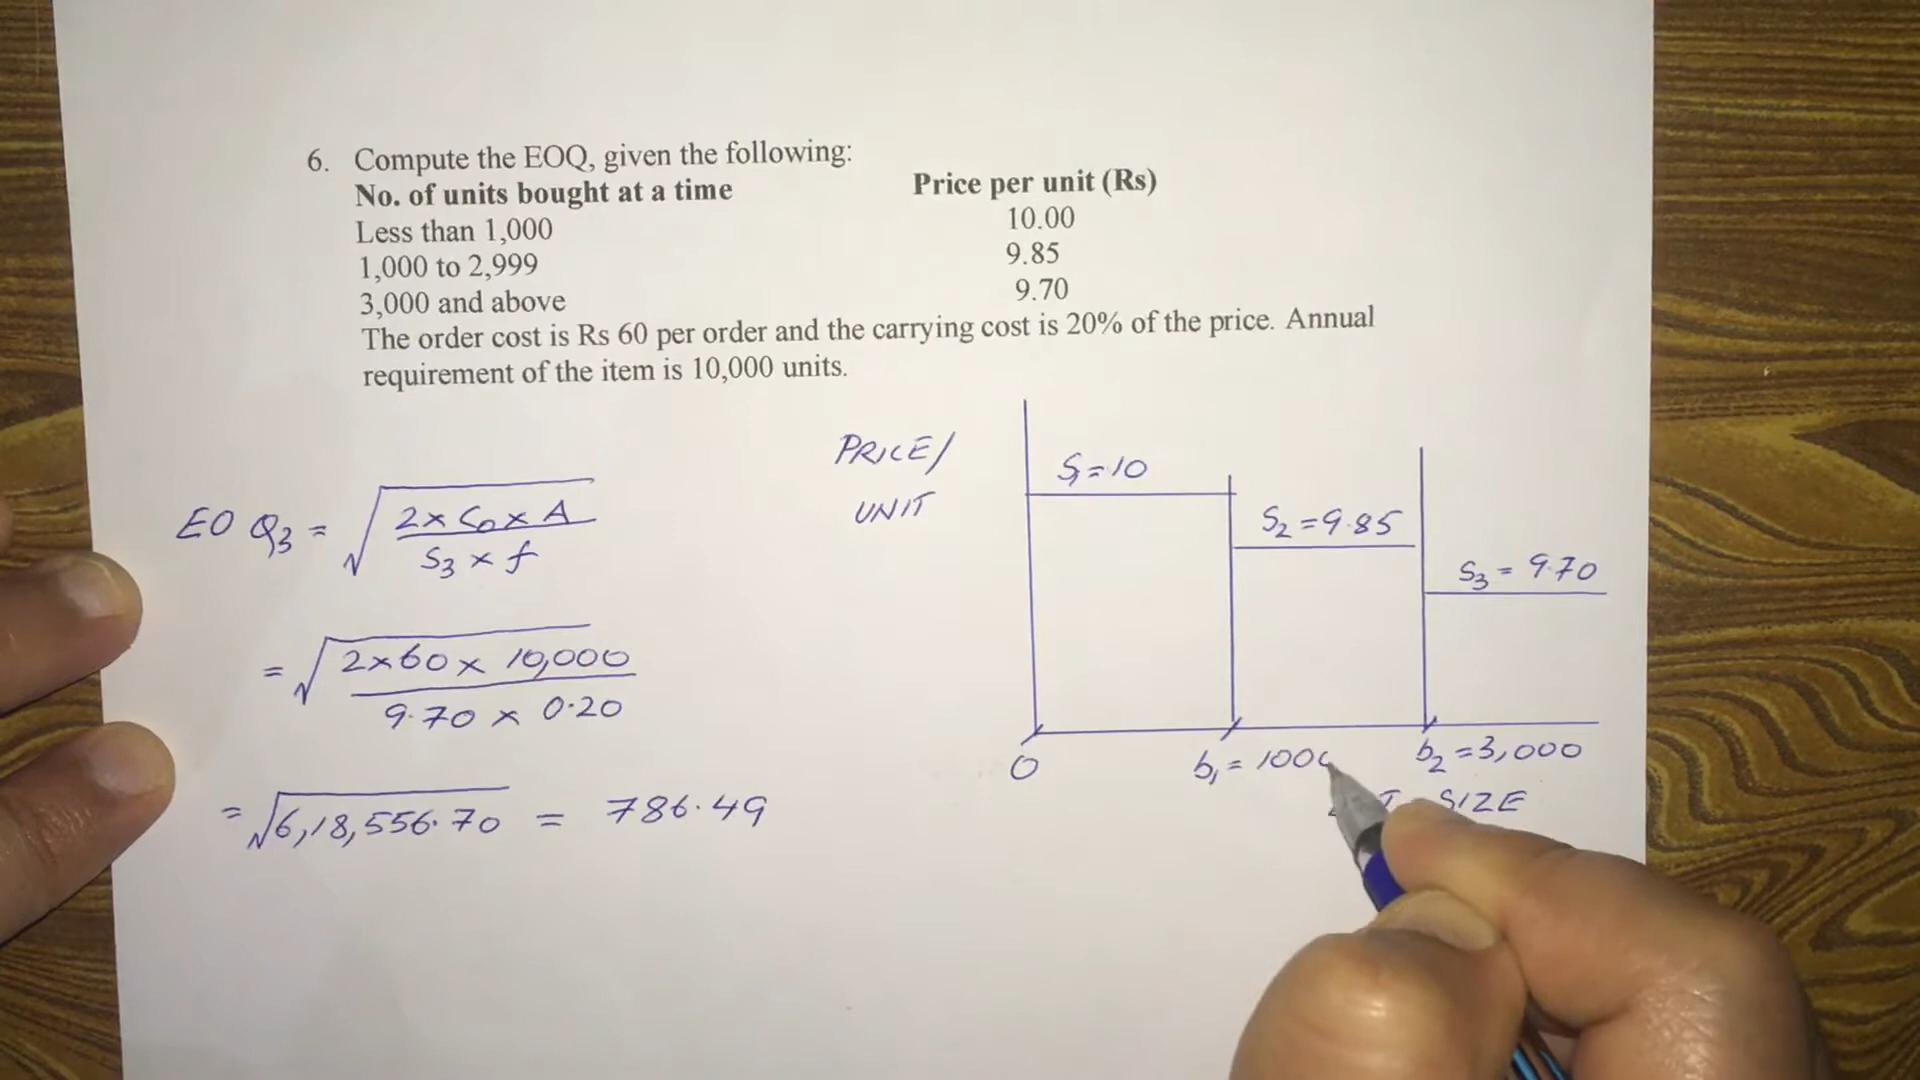 6. Compute the EOQ, given the following:
No. of units bought at a time Price per unit (Rs)
Less than 1,000 10.00
1,000 to 2,999 9.85
3,000 and above 9.70
The order cost is Rs 60 per order and the carrying cost is 20% of the price. Annual
requirement of the item is 10,000 units.
EOQ₃ = √(2 × C₀ × A / S₃ × f)
= √(2×60 × 10,000 / 9.70 × 0.20)
= √6,18,556.70 = 786.49
PRICE/
UNIT
S₁=10
S₂=9.85
S₃=9.70
0 b₁=1000 b₂=3,000
SIZE